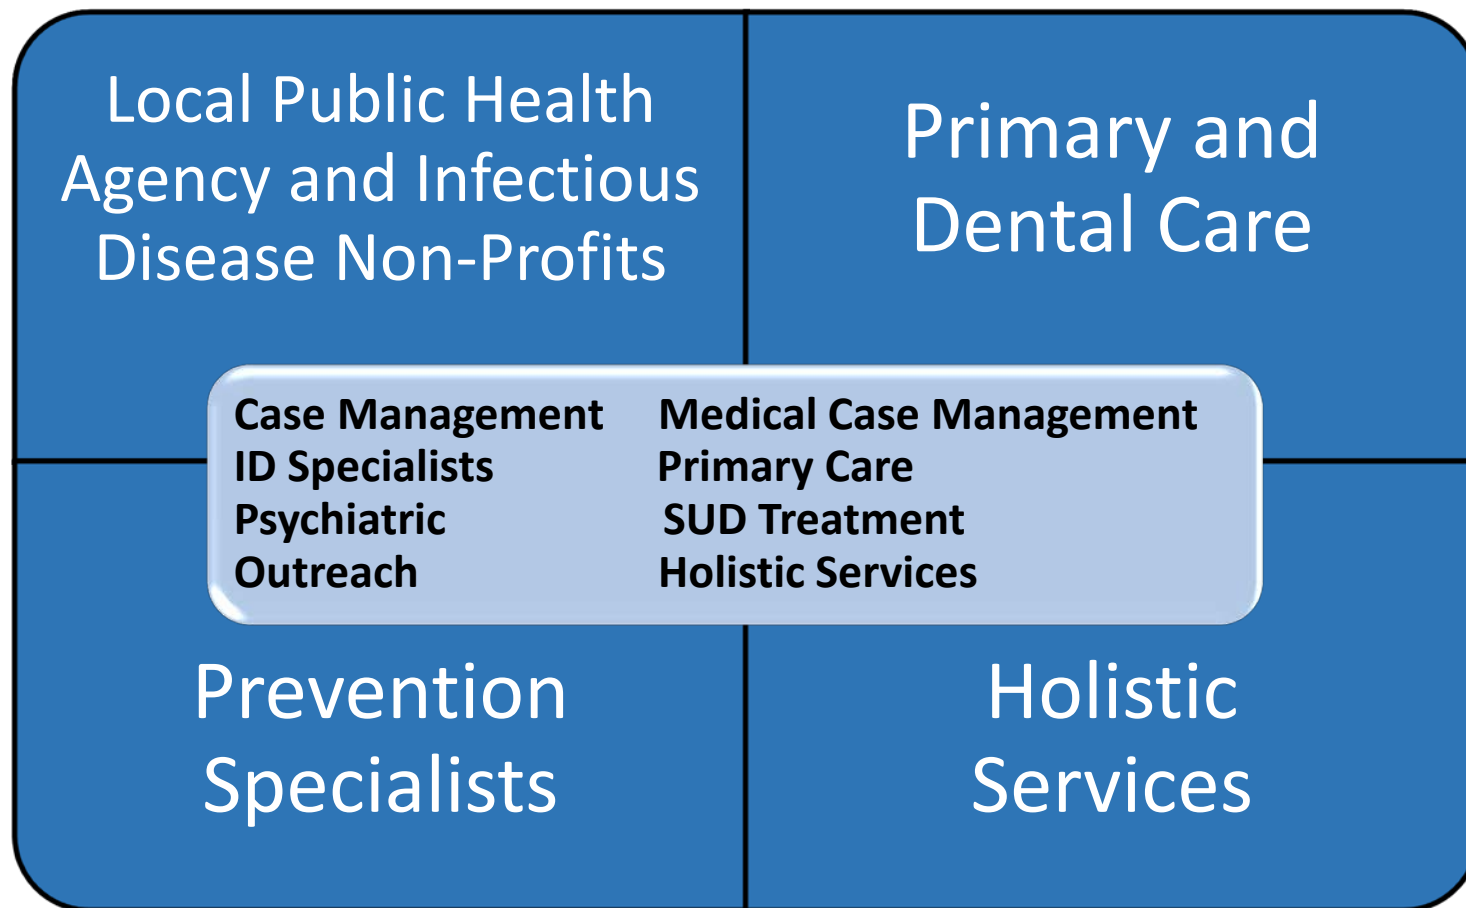 Local Public Health
Agency and Infectious
Disease Non-Profits
Primary and
Dental Care
Case Management Medical Case Management
ID Specialists Primary Care
Psychiatric SUD Treatment
Outreach Holistic Services
Prevention
Specialists
Holistic
Services